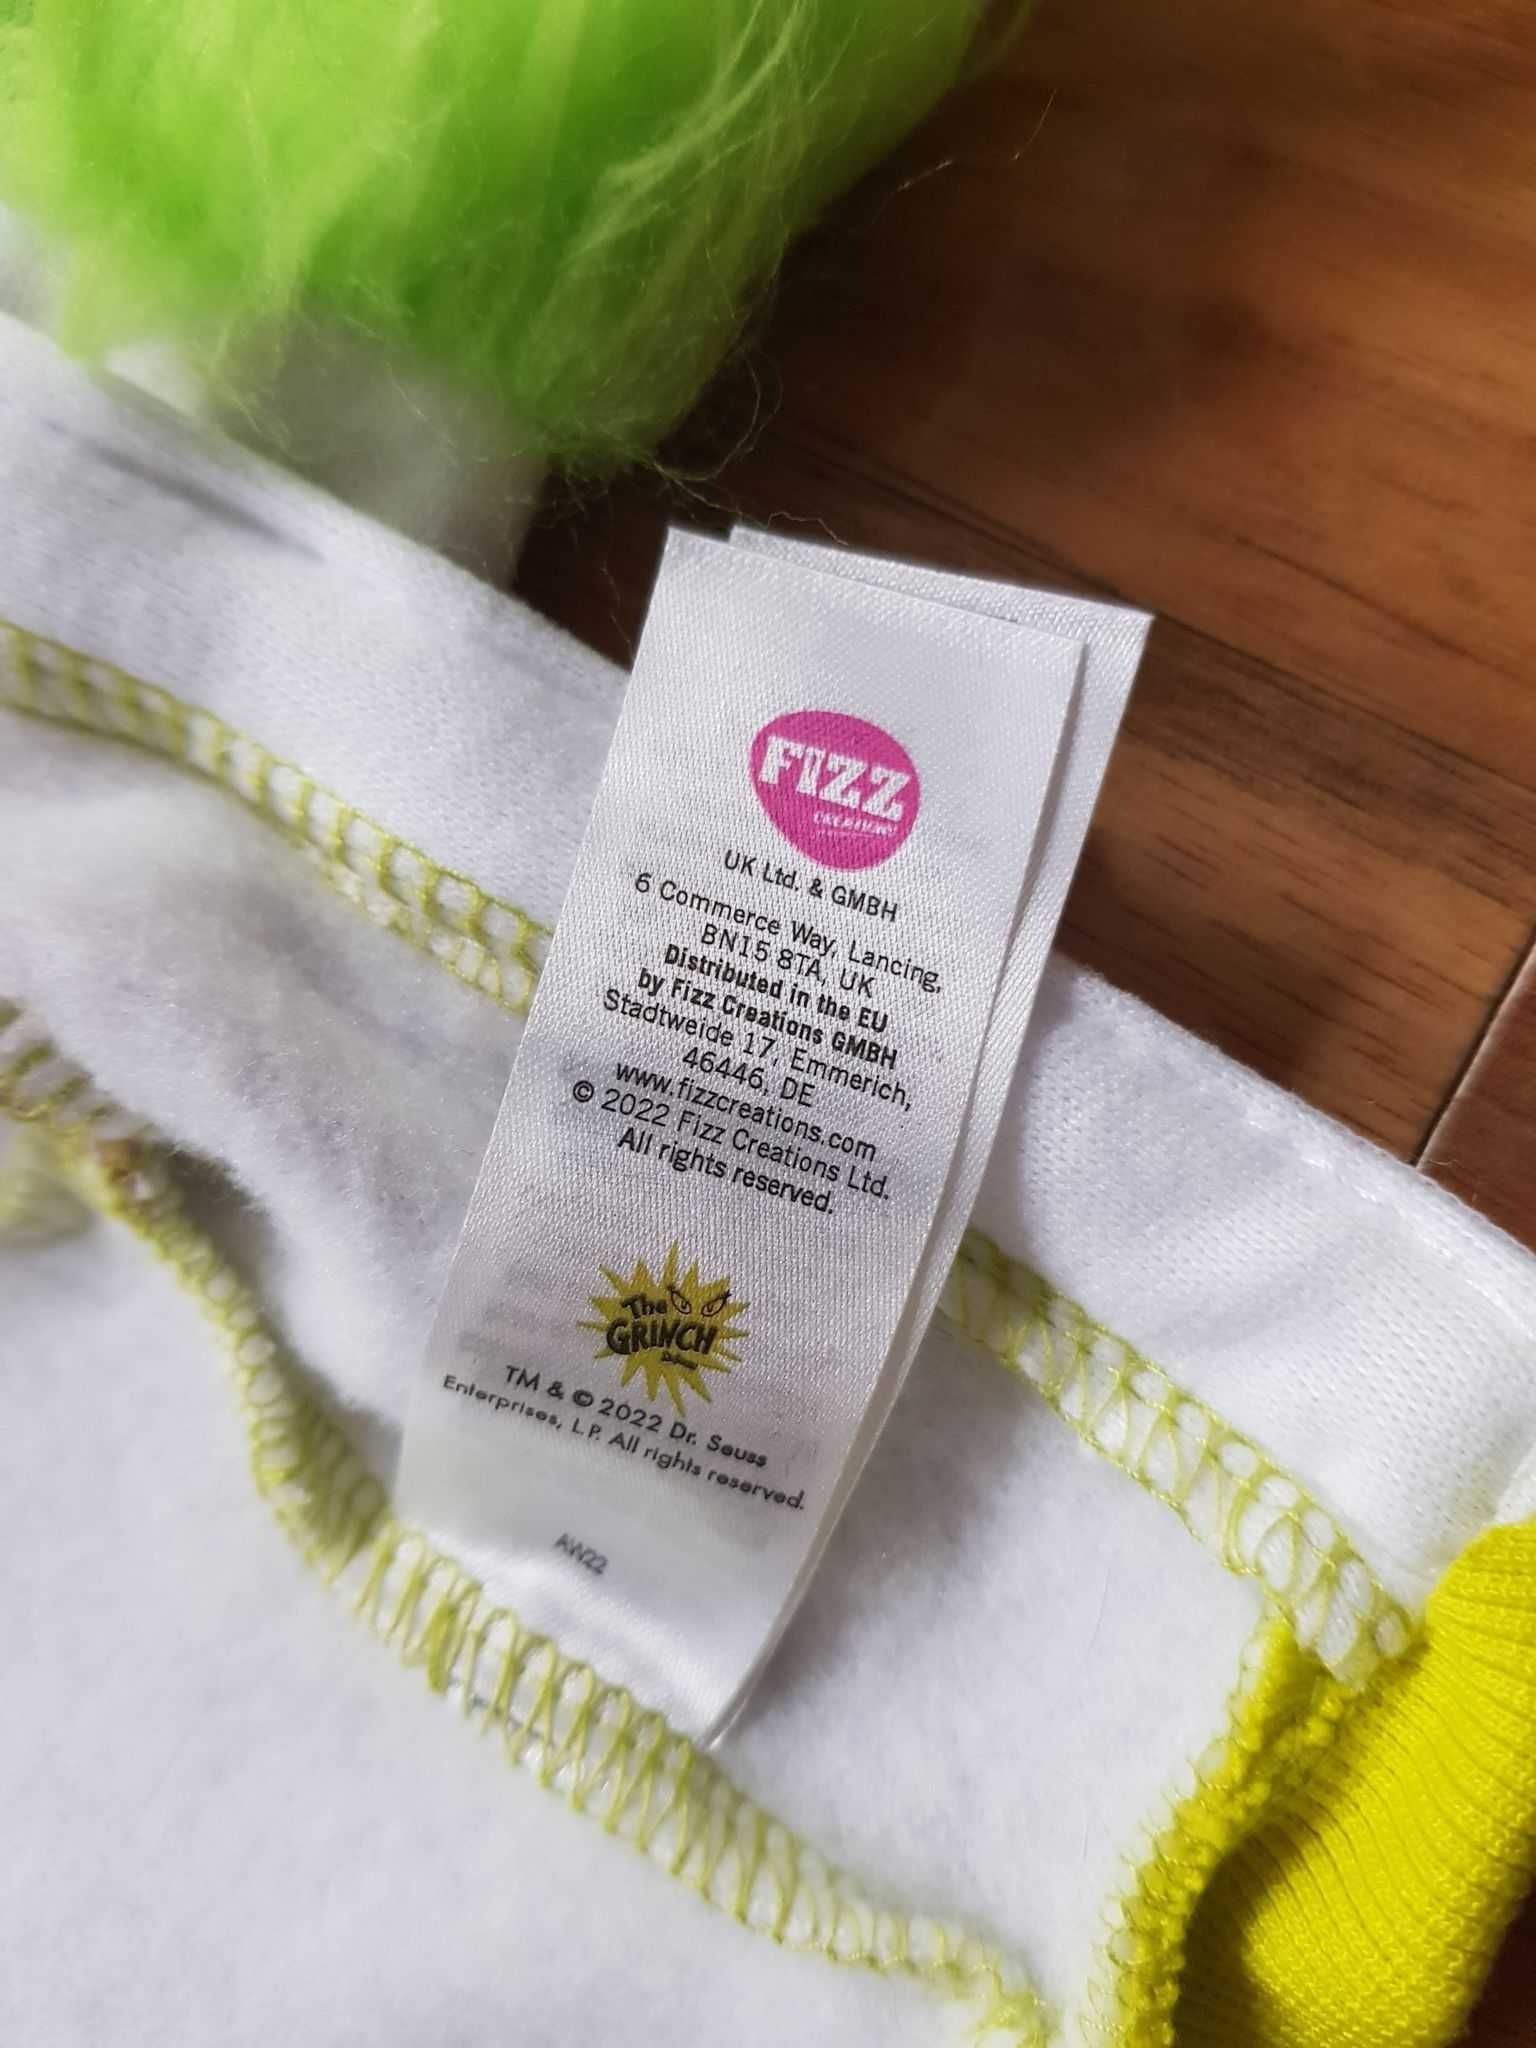 FIZZ
CREATIONS
UK Ltd. & GMBH
6 Commerce Way, Lancing,
BN15 8TA, UK
Distributed in the EU
by Fizz Creations GMBH
Stadtweide 17, Emmerich,
46446, DE
www.fizzcreations.com
© 2022 Fizz Creations Ltd.
All rights reserved.
The
GRINCH
TM & © 2022 Dr. Seuss
Enterprises, L.P. All rights reserved.
AW22